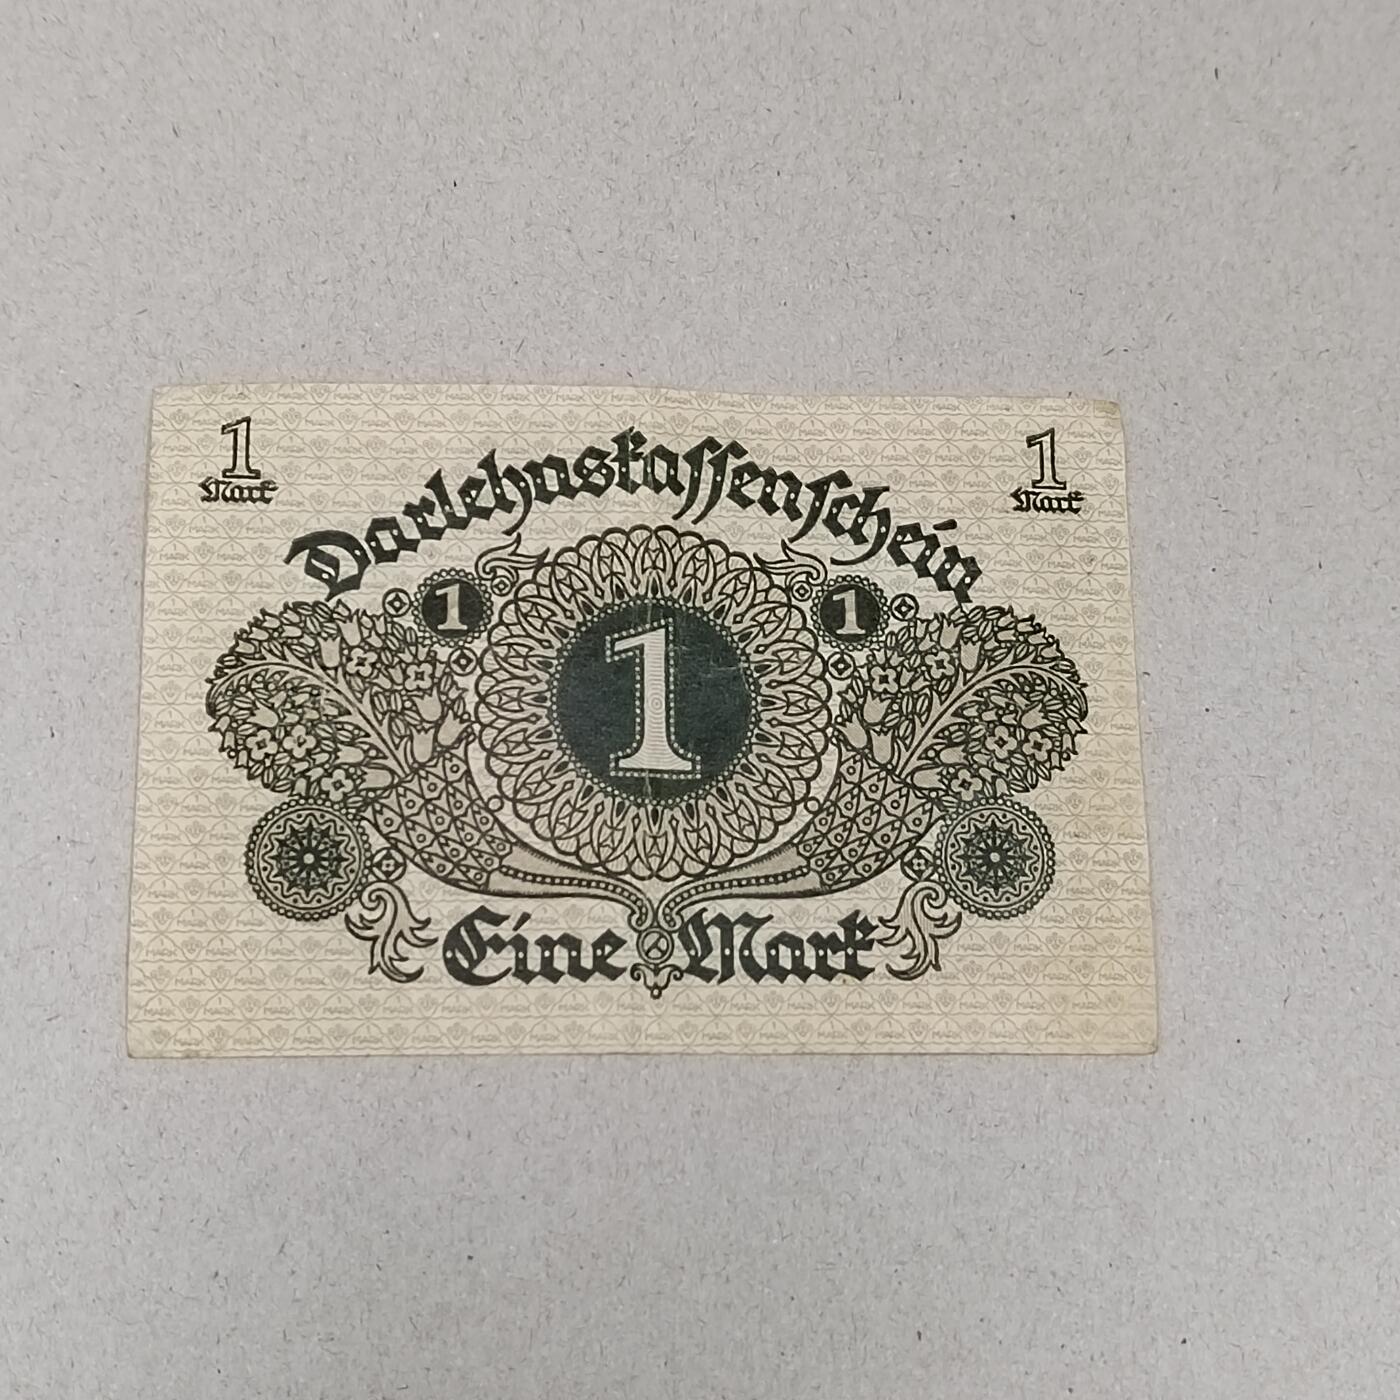 1 1
Mark Mark
Darlehnskassenschein
1 1
1
Eine Mark